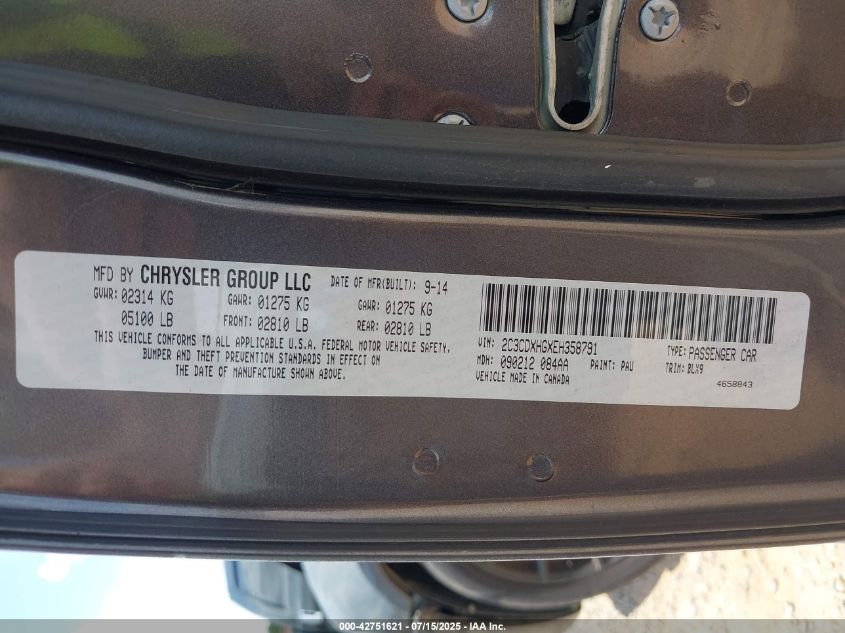 MFD BY CHRYSLER GROUP LLC DATE OF MFR(BUILT): 9-14
GVWR: 02314 KG GAWR: 01275 KG GAWR: 01275 KG
05100 LB FRONT: 02810 LB REAR: 02810 LB
THIS VEHICLE CONFORMS TO ALL APPLICABLE U.S.A. FEDERAL MOTOR VEHICLE SAFETY,
BUMPER AND THEFT PREVENTION STANDARDS IN EFFECT ON
THE DATE OF MANUFACTURE SHOWN ABOVE.
VIN: 2C3CDXHGXEH358791 TYPE: PASSENGER CAR
MDH: 090212 084AA PAINT: PAU TRIM: BLX9
VEHICLE MADE IN CANADA 4658843
000-42751621 - 07/15/2025 - IAA Inc.